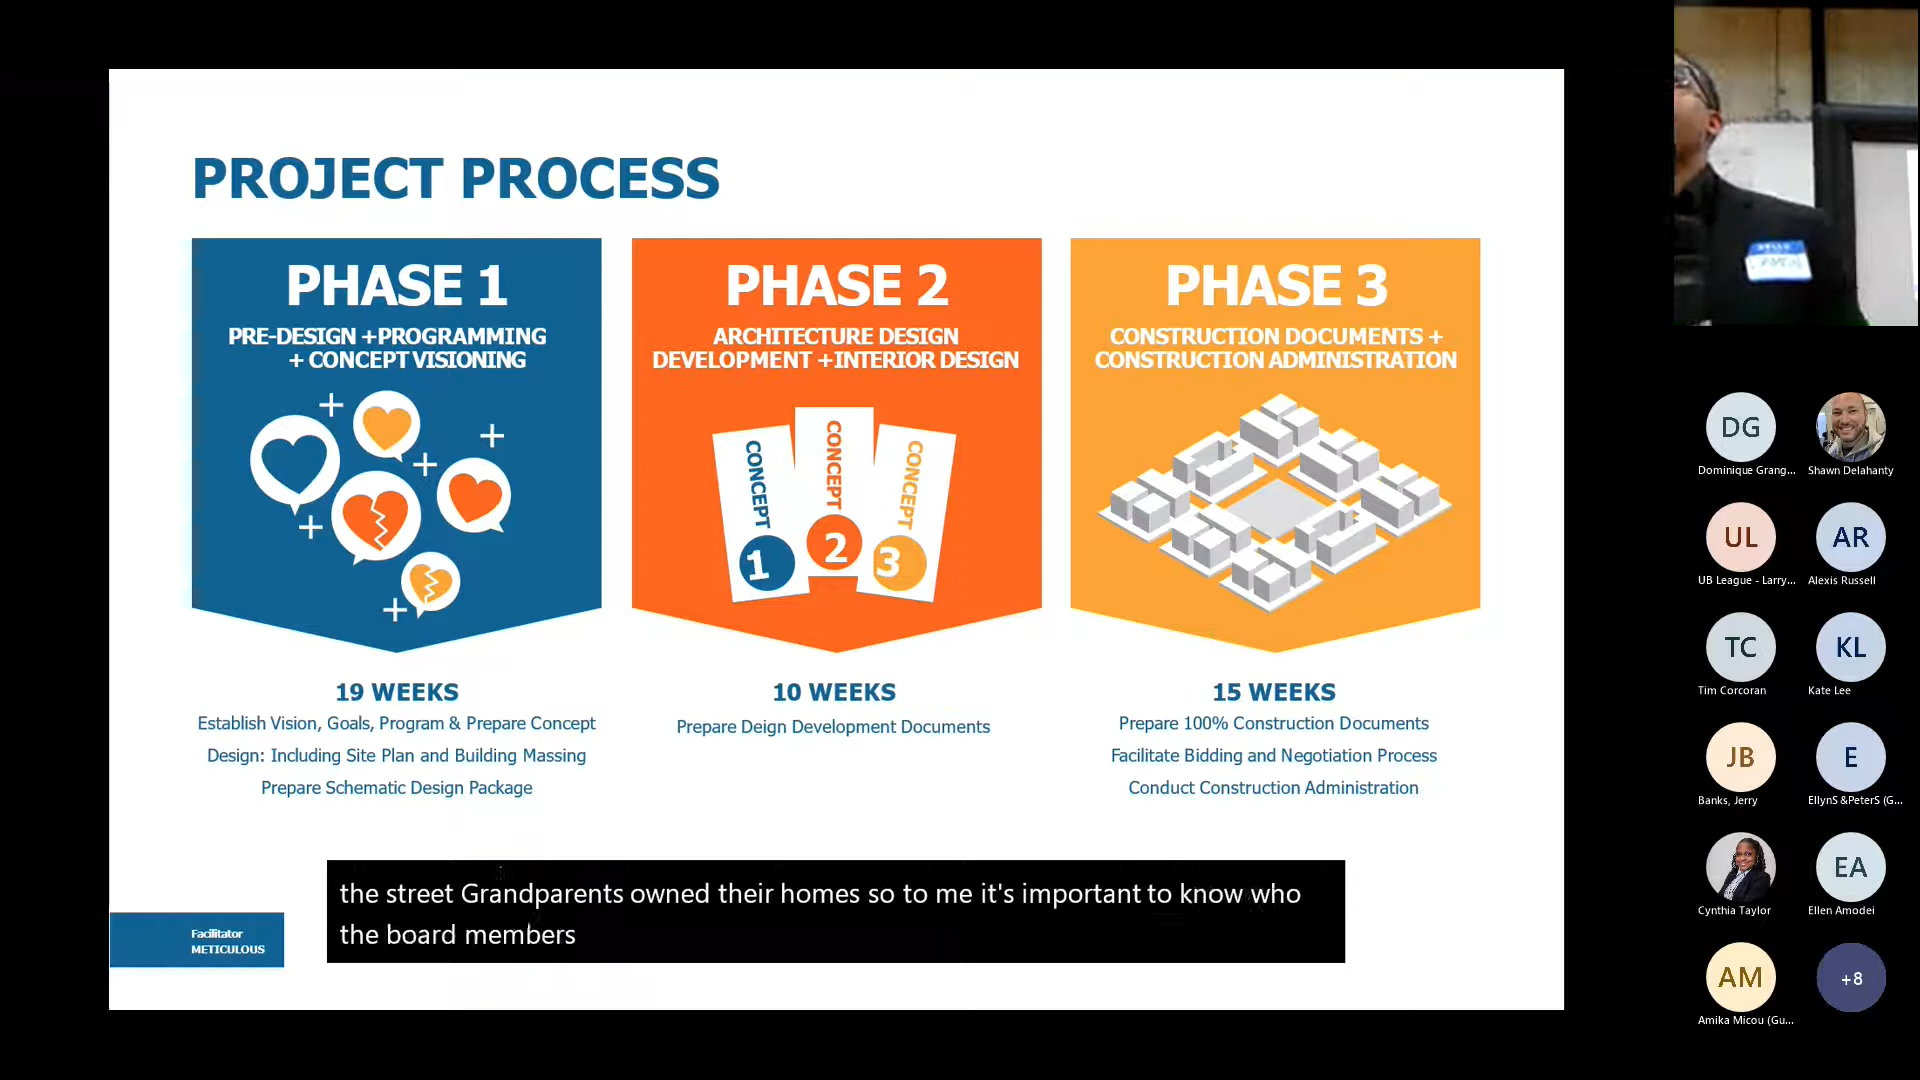 PROJECT PROCESS
PHASE 1
PRE-DESIGN +PROGRAMMING
+ CONCEPT VISIONING
19 WEEKS
Establish Vision, Goals, Program & Prepare Concept
Design: Including Site Plan and Building Massing
Prepare Schematic Design Package
PHASE 2
ARCHITECTURE DESIGN
DEVELOPMENT +INTERIOR DESIGN
CONCEPT
1
CONCEPT
2
CONCEPT
3
10 WEEKS
Prepare Deign Development Documents
PHASE 3
CONSTRUCTION DOCUMENTS +
CONSTRUCTION ADMINISTRATION
15 WEEKS
Prepare 100% Construction Documents
Facilitate Bidding and Negotiation Process
Conduct Construction Administration
Facilitator
METICULOUS
the street Grandparents owned their homes so to me it's important to know who
the board members
HELLO
DG
Dominique Grang...
Shawn Delahanty
UL
UB League - Larry...
AR
Alexis Russell
TC
Tim Corcoran
KL
Kate Lee
JB
Banks, Jerry
E
EllynS &PeterS (G...
Cynthia Taylor
EA
Ellen Amodei
AM
Amika Micou (Gu...
+8